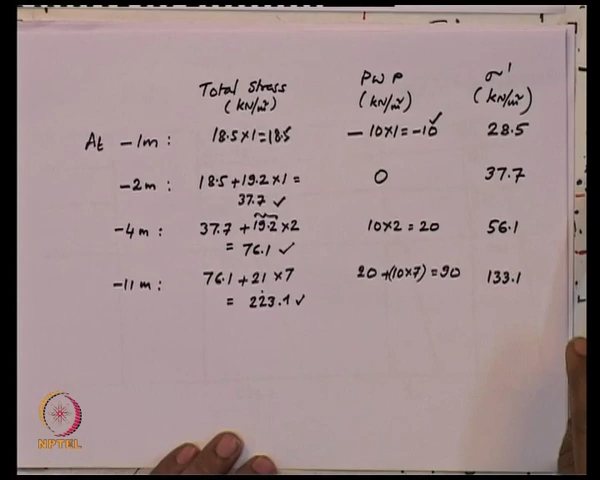 Total Stress PWP σ'
(kN/m²) (kN/m²) (kN/m²)
At -1m : 18.5×1=18.5 - 10×1=-10 ✓ 28.5
-2m : 18.5+19.2×1= 0 37.7
37.7 ✓
-4m : 37.7+19.2×2 10×2=20 56.1
= 76.1 ✓
-11m : 76.1+21×7 20+(10×7)=90 133.1
= 223.1 ✓
NPTEL